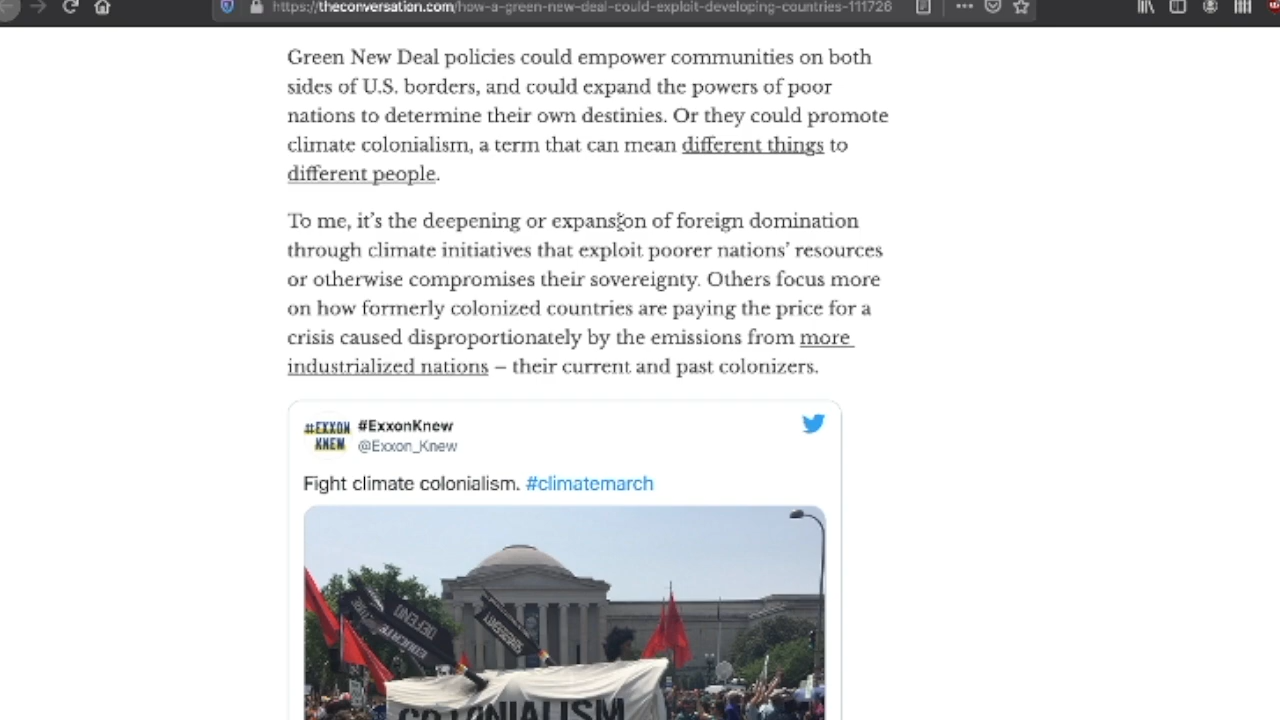 https://theconversation.com/how-a-green-new-deal-could-exploit-developing-countries-111726
Green New Deal policies could empower communities on both
sides of U.S. borders, and could expand the powers of poor
nations to determine their own destinies. Or they could promote
climate colonialism, a term that can mean different things to
different people.
To me, it’s the deepening or expansion of foreign domination
through climate initiatives that exploit poorer nations’ resources
or otherwise compromises their sovereignty. Others focus more
on how formerly colonized countries are paying the price for a
crisis caused disproportionately by the emissions from more
industrialized nations – their current and past colonizers.
#EXXON
KNEW
#ExxonKnew
@Exxon_Knew
Fight climate colonialism. #climatemarch
DEFEND
EDUCATE
COLONIALISM